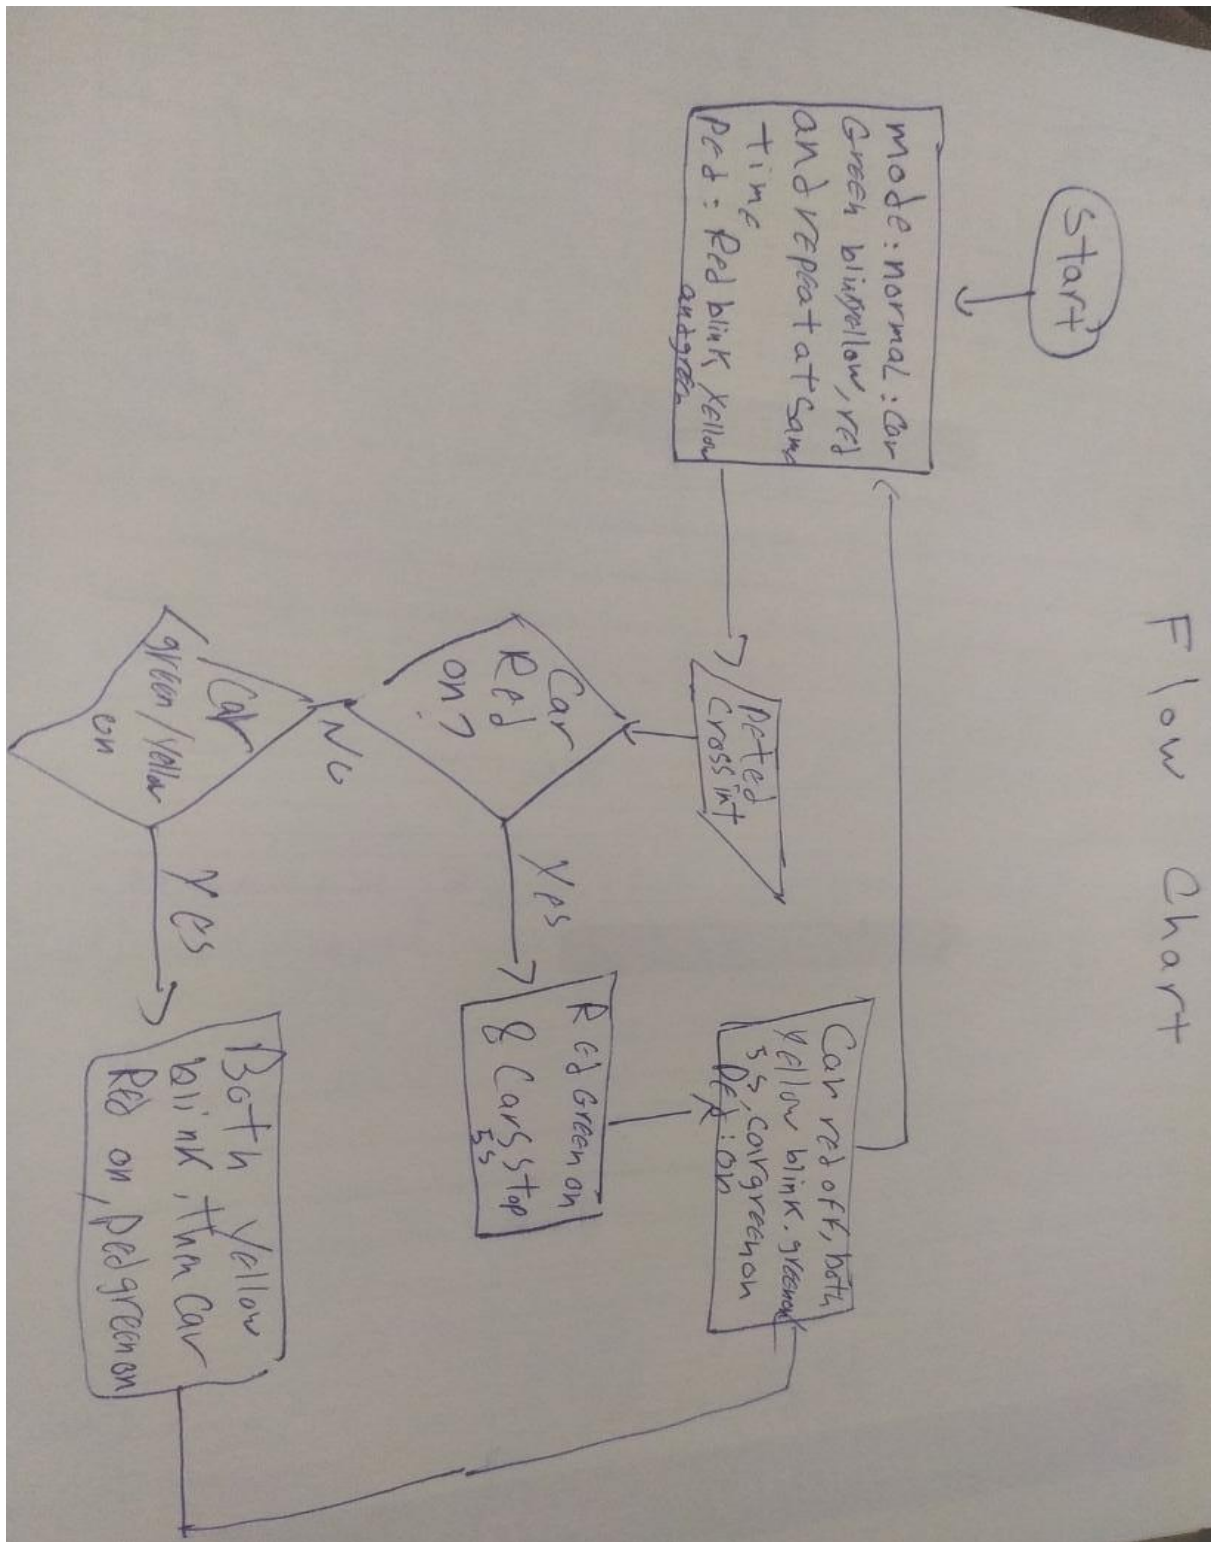 Flow Chart
Start
mode: normal: Car
Green blink yellow, red
and repeat at same
time
Ped: Red blink yellow
and green
Peted
Cross int
Car
Red
on?
Yes
No
Red Green on
& Cars Stop
5s
Car red off, both
yellow blink. green on
5s, Car green on
Ped: on
Car
green/yellow
on
Yes
Both yellow
blink, then Car
Red on, ped green on